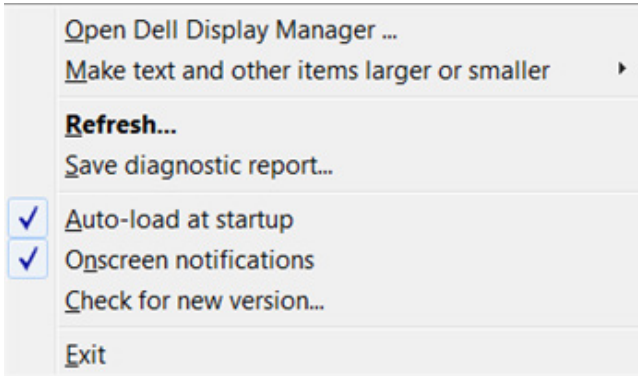 Open Dell Display Manager ...
Make text and other items larger or smaller
Refresh...
Save diagnostic report...
Auto-load at startup
Onscreen notifications
Check for new version...
Exit